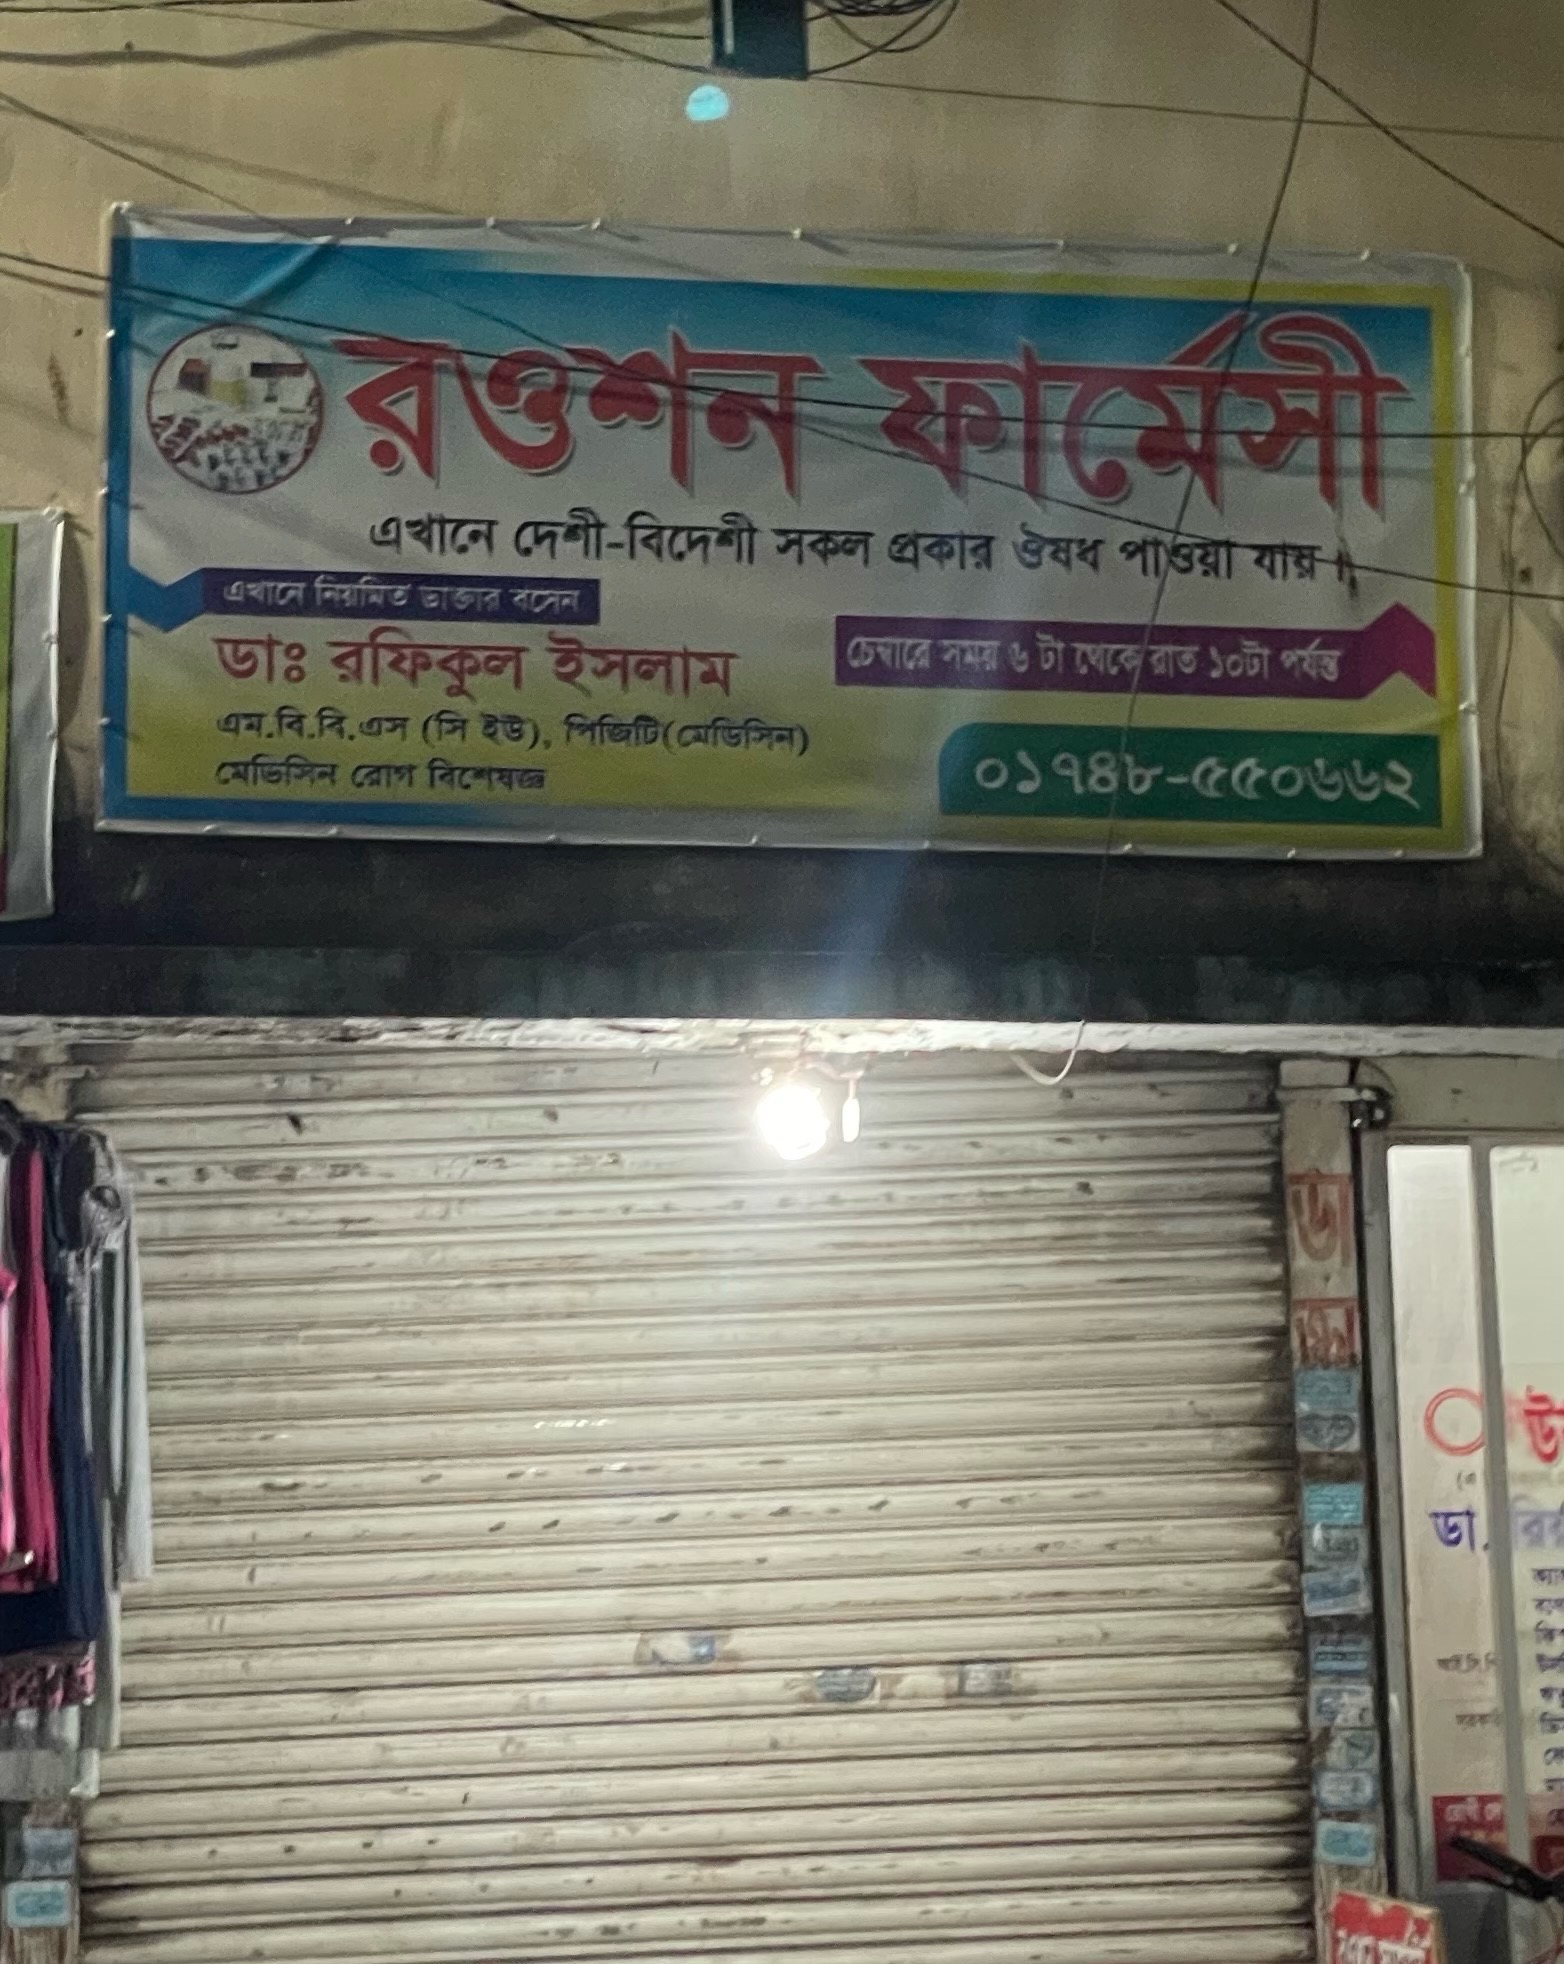 রওশন ফার্মেসী
এখানে দেশী-বিদেশী সকল প্রকার ঔষধ পাওয়া যায়।
এখানে নিয়মিত ডাক্তার বসেন
ডাঃ রফিকুল ইসলাম
এম.বি.বি.এস (সি ইউ), পিজিটি(মেডিসিন)
মেডিসিন রোগ বিশেষজ্ঞ
চেম্বারে সময় ৬ টা থেকে রাত ১০টা পর্যন্ত
০১৭৪৮-৫৫০৬৬২
ডা.